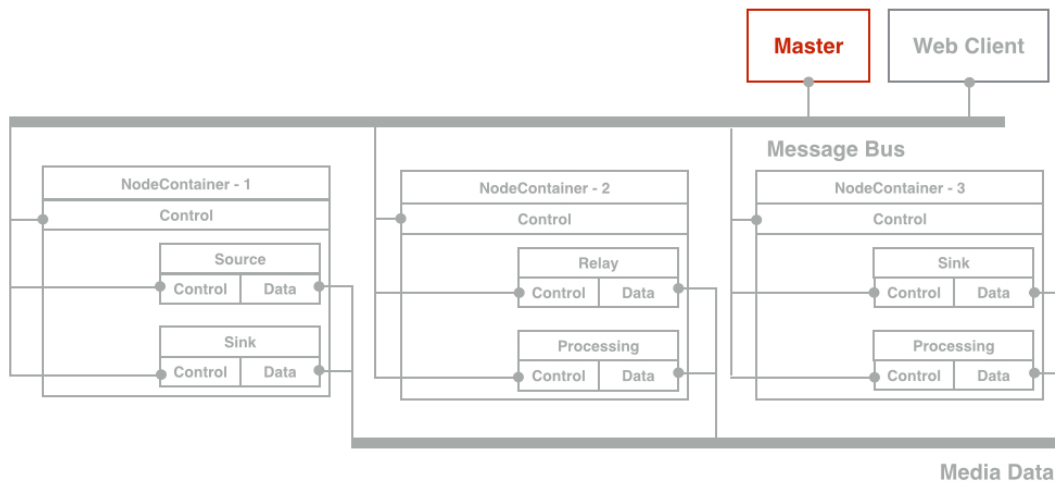 Master
Web Client
Message Bus
NodeContainer - 1
Control
Source
Control Data
Sink
Control Data
NodeContainer - 2
Control
Relay
Control Data
Processing
Control Data
NodeContainer - 3
Control
Sink
Control Data
Processing
Control Data
Media Data